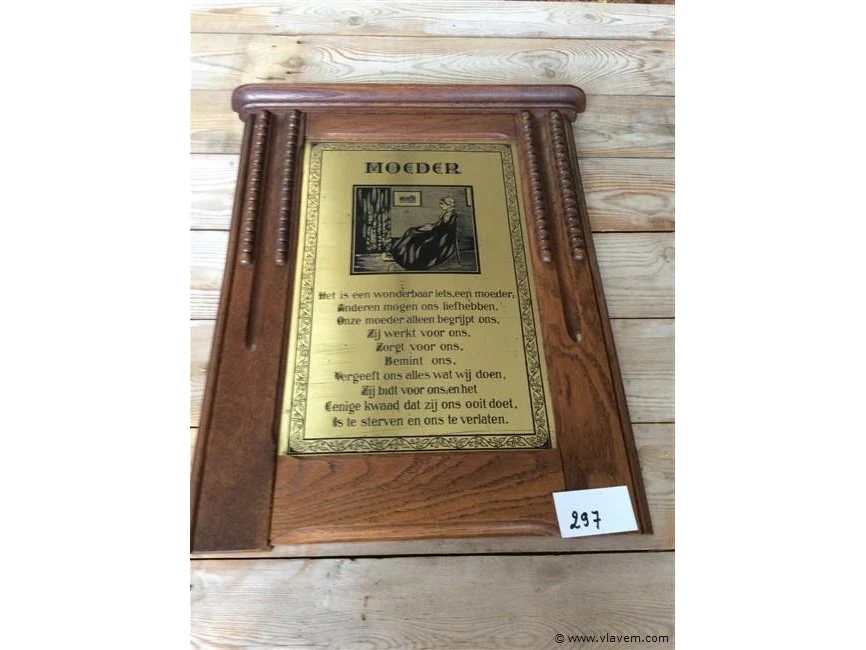 MOEDER
Het is een wonderbaar iets, een moeder,
Anderen mogen ons liefhebben,
Onze moeder alleen begrijpt ons,
Zij werkt voor ons.
Zorgt voor ons.
Bemint ons.
Vergeeft ons alles wat wij doen,
Zij bidt voor ons, en het
Eenige kwaad dat zij ons ooit doet,
Is te sterven en ons te verlaten.
297
© www.vlavem.com